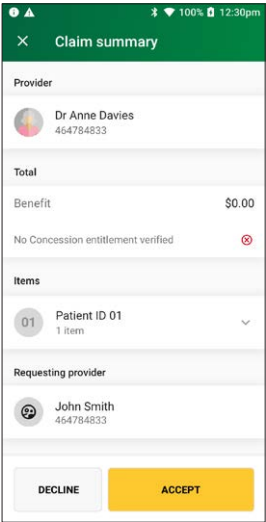 100% 12:30pm
Claim summary
Provider
Dr Anne Davies
464784833
Total
Benefit $0.00
No Concession entitlement verified
Items
01 Patient ID 01
1 item
Requesting provider
John Smith
464784833
DECLINE ACCEPT